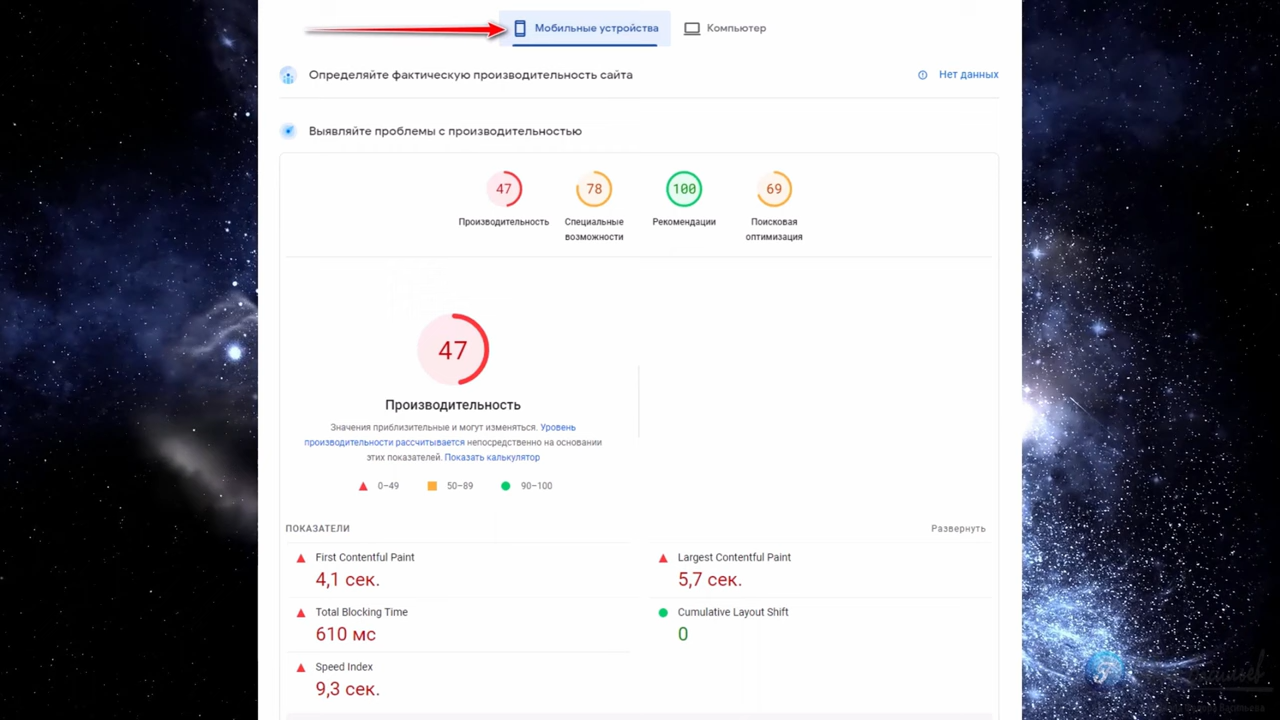 Мобильные устройства
Компьютер
Определяйте фактическую производительность сайта
Нет данных
Выявляйте проблемы с производительностью
47
78
100
69
Производительность
Специальные
возможности
Рекомендации
Поисковая
оптимизация
47
Производительность
Значения приблизительные и могут изменяться. Уровень
производительности рассчитывается непосредственно на основании
этих показателей. Показать калькулятор
0–49
50–89
90–100
ПОКАЗАТЕЛИ
Развернуть
First Contentful Paint
4,1 сек.
Largest Contentful Paint
5,7 сек.
Total Blocking Time
610 мс
Cumulative Layout Shift
0
Speed Index
9,3 сек.